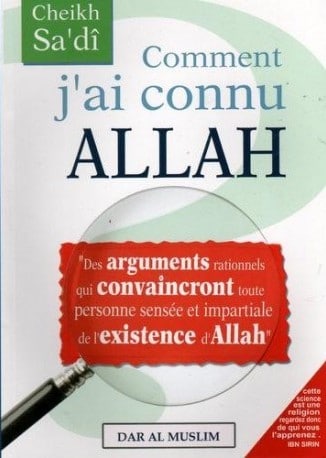 Cheikh
Sa'dî
Comment
j'ai connu
ALLAH
"Des arguments rationnels
qui convaincront toute
personne sensée et impartiale
de l'existence d'Allah"
cette
science
est une
religion
regardez donc
de qui vous
l'apprenez .
IBN SIRIN
DAR AL MUSLIM